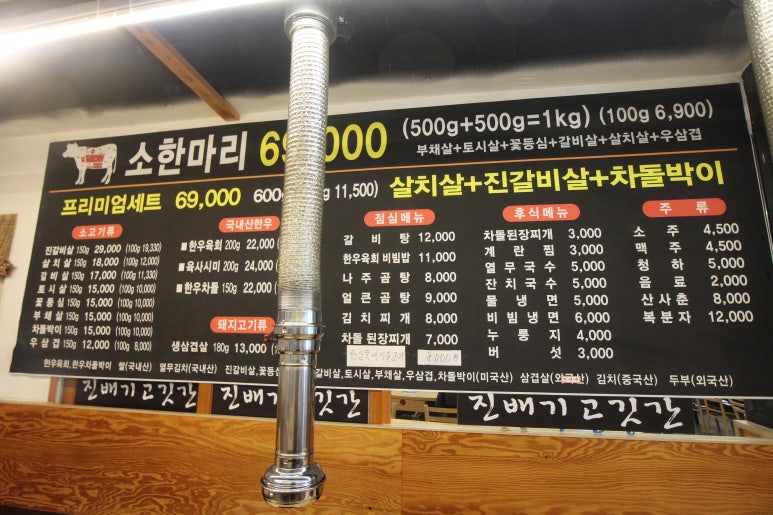 소한마리 69,000 (500g+500g=1kg) (100g 6,900)
부채살+토시살+꽃등심+갈비살+살치살+우삼겹
프리미엄세트 69,000 600g 11,500) 살치살+진갈비살+차돌박이
소고기류
진갈비살 150g 29,000 (100g 19,330)
살치살 150g 18,000 (100g 12,000)
갈비살 150g 17,000 (100g 11,330)
토시살 150g 15,000 (100g 10,000)
꽃등심 150g 15,000 (100g 10,000)
부채살 150g 15,000 (100g 10,000)
차돌박이 150g 15,000 (100g 10,000)
우삼겹 150g 12,000 (100g 8,000)
국내산한우
■한우육회 200g 22,000
■육사시미 200g 24,000
■한우차돌 150g 22,000
돼지고기류
생삼겹살 180g 13,000
점심메뉴
갈비탕 12,000
한우육회 비빔밥 11,000
나주곰탕 8,000
얼큰곰탕 9,000
김치찌개 8,000
차돌 된장찌개 7,000
8,000원
후식메뉴
차돌된장찌개 3,000
계란찜 3,000
열무국수 5,000
잔치국수 5,000
물냉면 5,000
비빔냉면 6,000
누룽지 4,000
버섯 3,000
주류
소주 4,500
맥주 4,500
청하 5,000
음료 2,000
산사춘 8,000
복분자 12,000
한우육회, 한우차돌박이 쌀(국내산) 열무김치(국내산) 진갈비살,꽃등심 갈비살,토시살,부채살,우삼겹,차돌박이(미국산) 삼겹살(외국산) 김치(중국산) 두부(외국산)
진배기고깃간 진배기고깃간 진배기고깃간